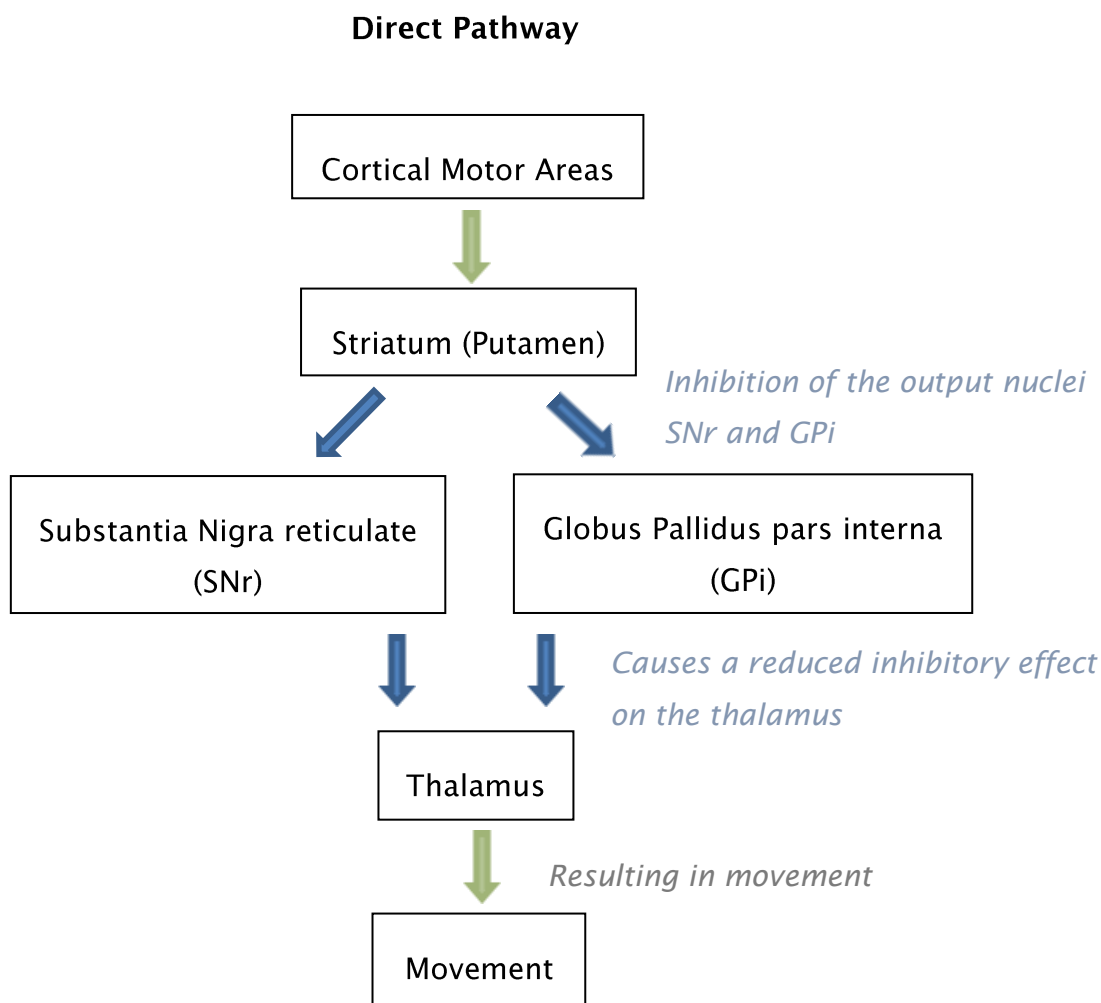 Direct Pathway
Cortical Motor Areas
Striatum (Putamen)
Inhibition of the output nuclei
SNr and GPi
Substantia Nigra reticulate
(SNr)
Globus Pallidus pars interna
(GPi)
Causes a reduced inhibitory effect
on the thalamus
Thalamus
Resulting in movement
Movement